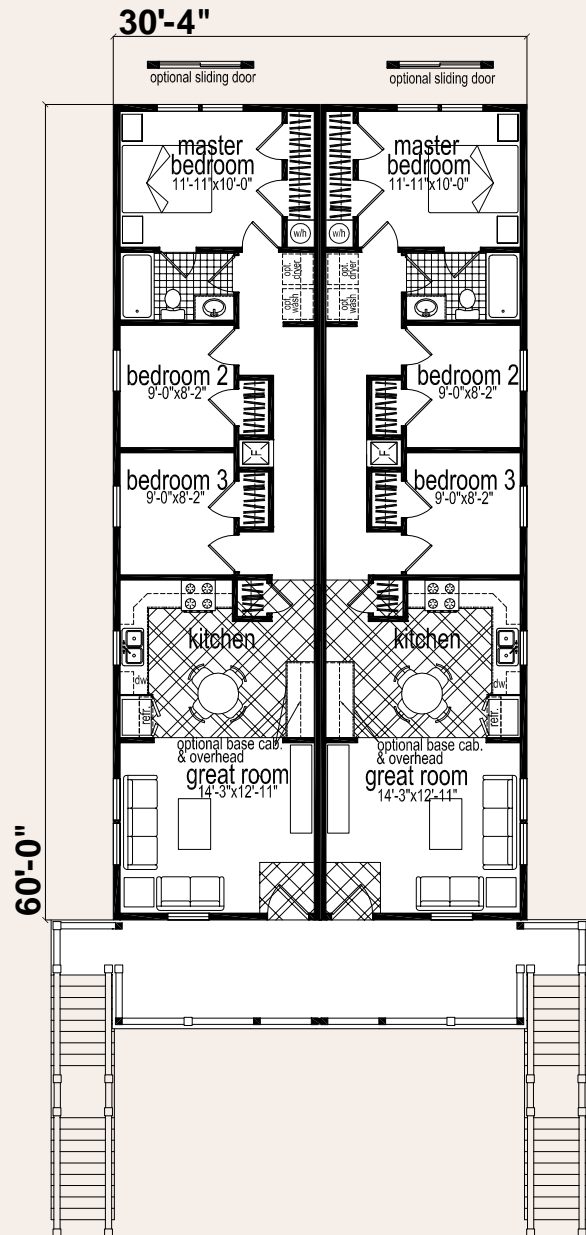 30'-4"
optional sliding door
optional sliding door
master
bedroom
11'-11"x10'-0"
master
bedroom
11'-11"x10'-0"
w/h
w/h
opt.
dryer
opt.
wash
opt.
dryer
opt.
wash
bedroom 2
9'-0"x8'-2"
bedroom 2
9'-0"x8'-2"
F
F
bedroom 3
9'-0"x8'-2"
bedroom 3
9'-0"x8'-2"
kitchen
kitchen
dw
dw
refr.
refr.
optional base cab.
& overhead
optional base cab.
& overhead
great room
14'-3"x12'-11"
great room
14'-3"x12'-11"
60'-0"